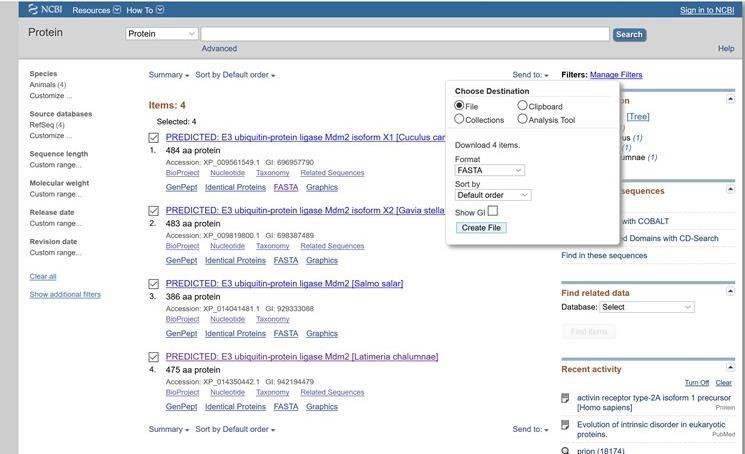 NCBI Resources How To Sign in to NCBI
Protein Protein Search
Advanced Help
Species
Animals (4)
Customize ...
Source databases
RefSeq (4)
Customize ...
Sequence length
Custom range...
Molecular weight
Custom range...
Release date
Custom range...
Revision date
Custom range...
Clear all
Show additional filters
Summary Sort by Default order Send to:
Items: 4
Selected: 4
PREDICTED: E3 ubiquitin-protein ligase Mdm2 isoform X1 [Cuculus can
1. 484 aa protein
Accession: XP_009561549.1 GI: 696957790
BioProject Nucleotide Taxonomy Related Sequences
GenPept Identical Proteins FASTA Graphics
PREDICTED: E3 ubiquitin-protein ligase Mdm2 isoform X2 [Gavia stella
2. 483 aa protein
Accession: XP_009819800.1 GI: 698387489
BioProject Nucleotide Taxonomy Related Sequences
GenPept Identical Proteins FASTA Graphics
PREDICTED: E3 ubiquitin-protein ligase Mdm2 [Salmo salar]
3. 386 aa protein
Accession: XP_014041481.1 GI: 929333088
BioProject Nucleotide Taxonomy
GenPept Identical Proteins FASTA Graphics
PREDICTED: E3 ubiquitin-protein ligase Mdm2 [Latimeria chalumnae]
4. 475 aa protein
Accession: XP_014350442.1 GI: 942194479
BioProject Nucleotide Taxonomy Related Sequences
GenPept Identical Proteins FASTA Graphics
Summary Sort by Default order Send to:
Choose Destination
File Clipboard
Collections Analysis Tool
Download 4 items.
Format
FASTA
Sort by
Default order
Show GI
Create File
Filters: Manage Filters
on
[Tree]
)
us (1)
(1)
umnae (1)
sequences
with COBALT
ed Domains with CD-Search
Find in these sequences
Find related data
Database: Select
Find items
Recent activity
Turn Off Clear
activin receptor type-2A isoform 1 precursor
[Homo sapiens] Protein
Evolution of intrinsic disorder in eukaryotic
proteins. PubMed
prion (18174)